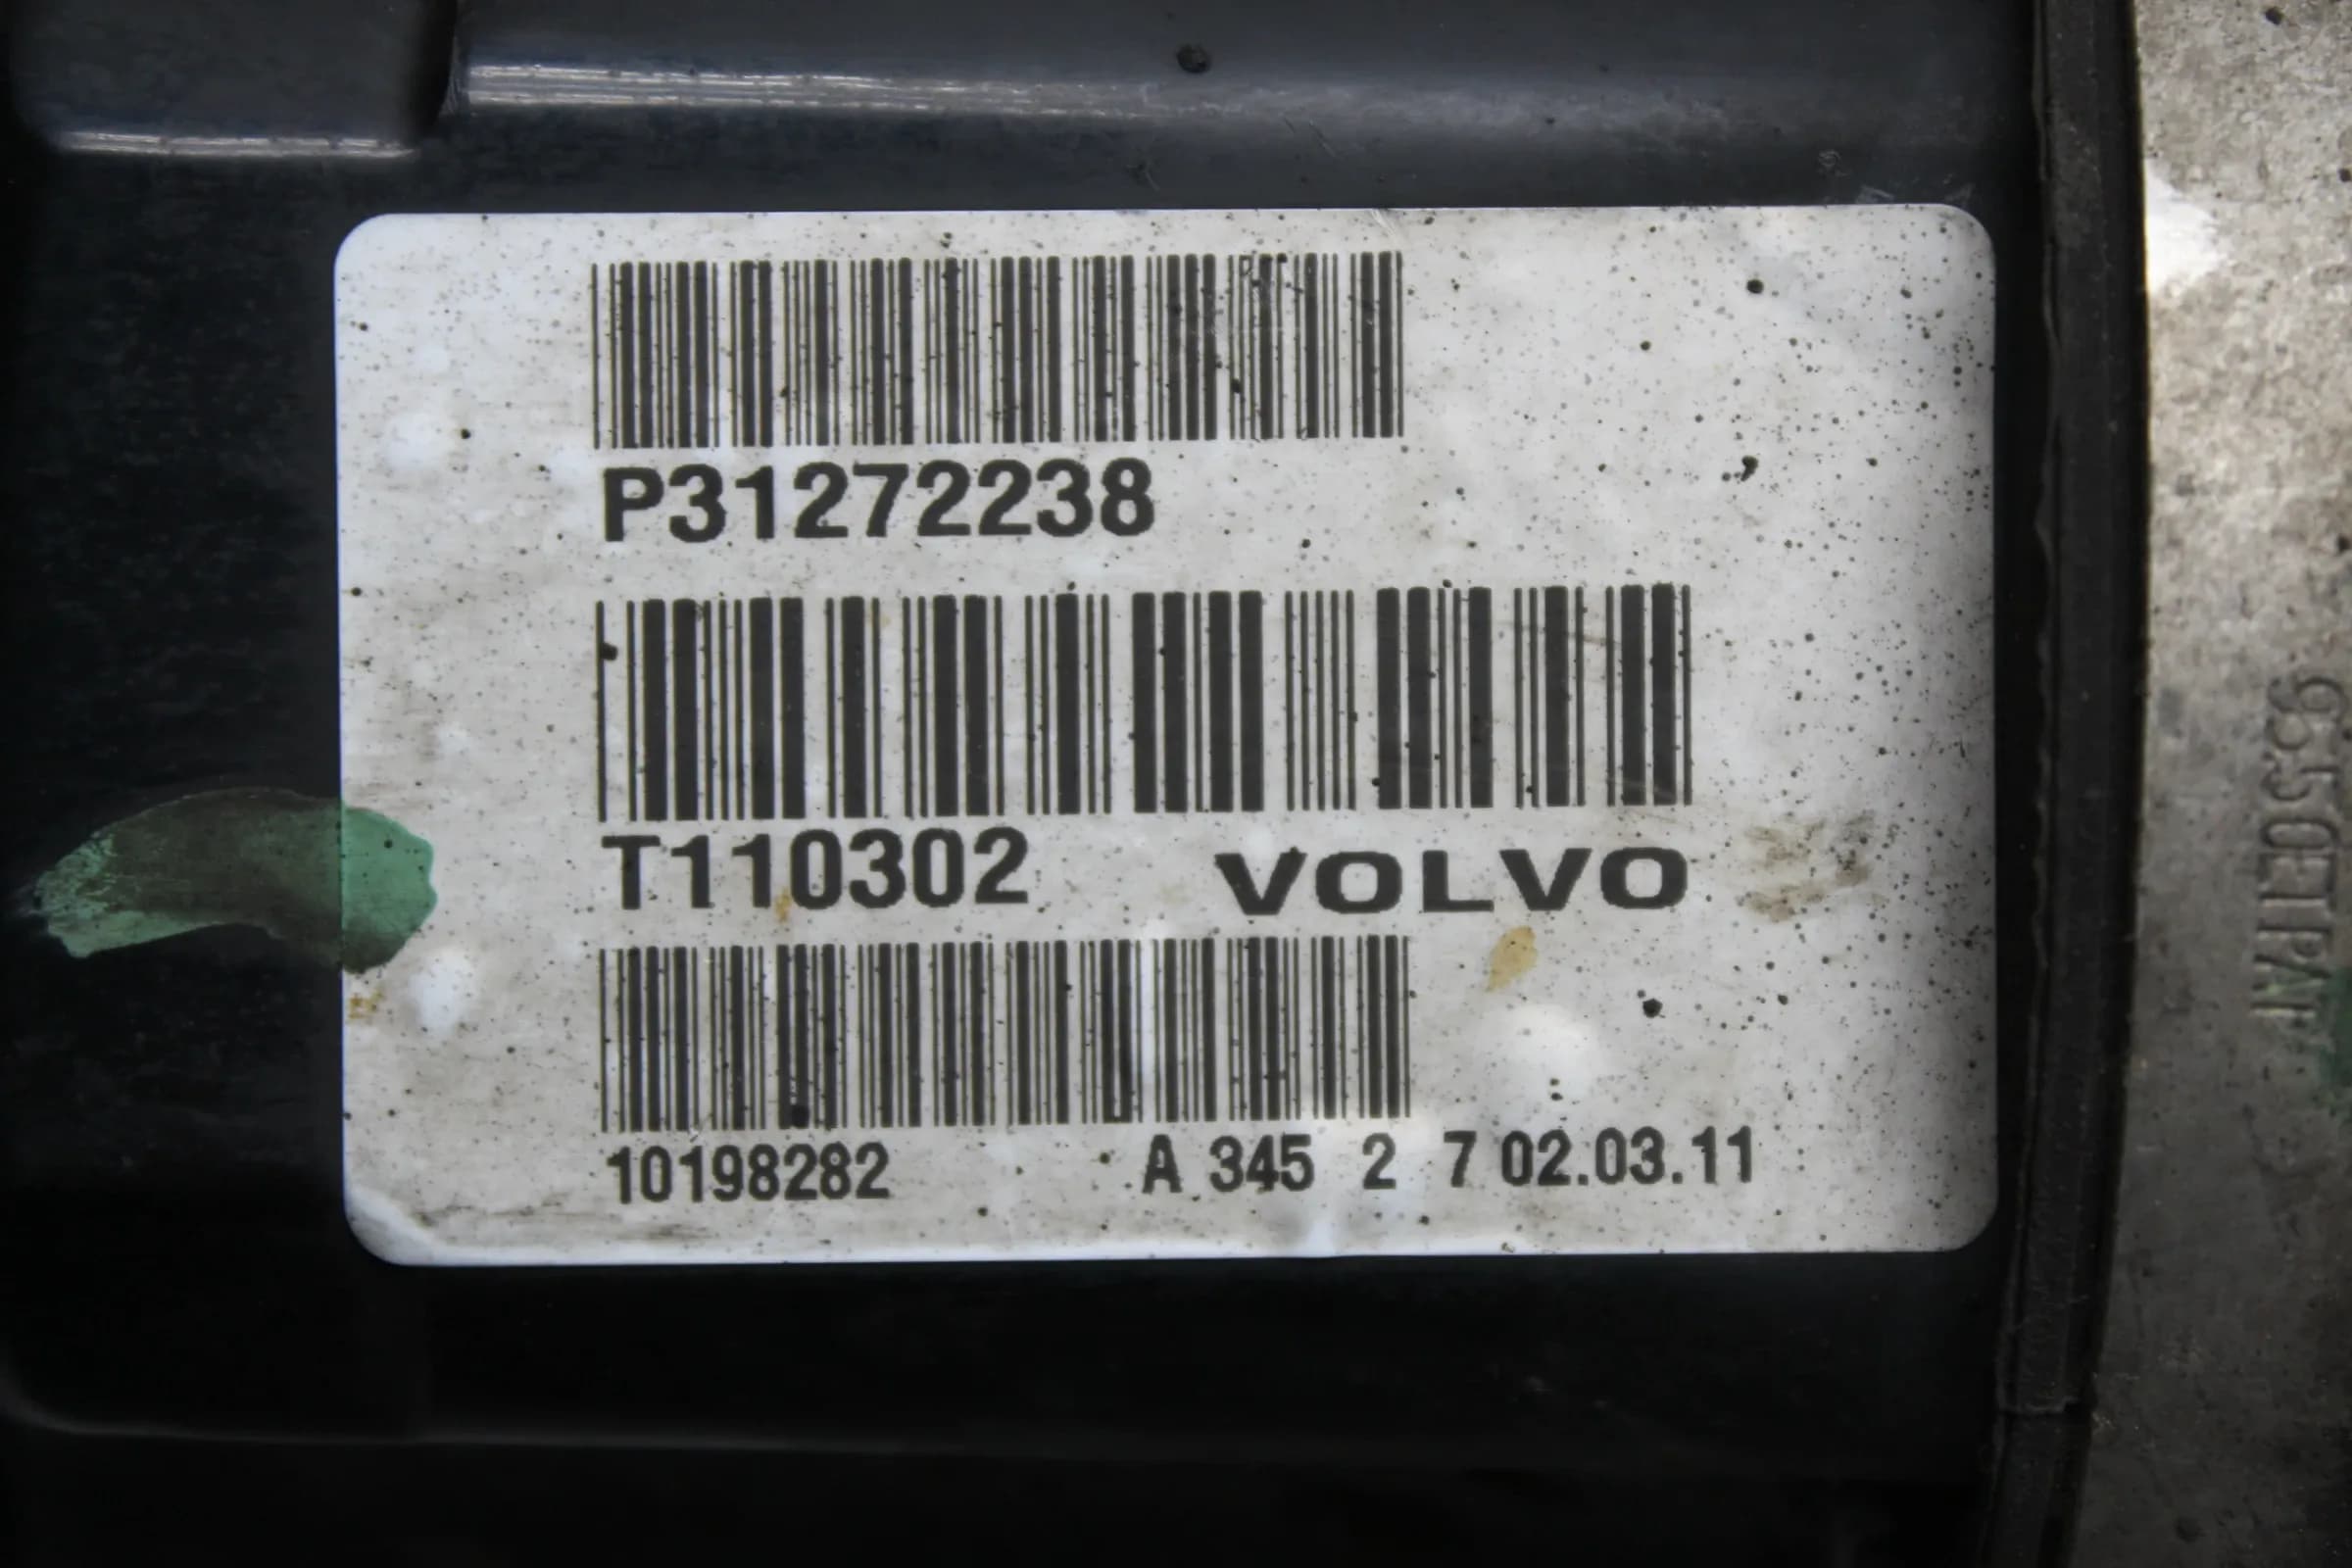 P31272238
T110302 VOLVO
10198282 A 345 2 7 02.03.11